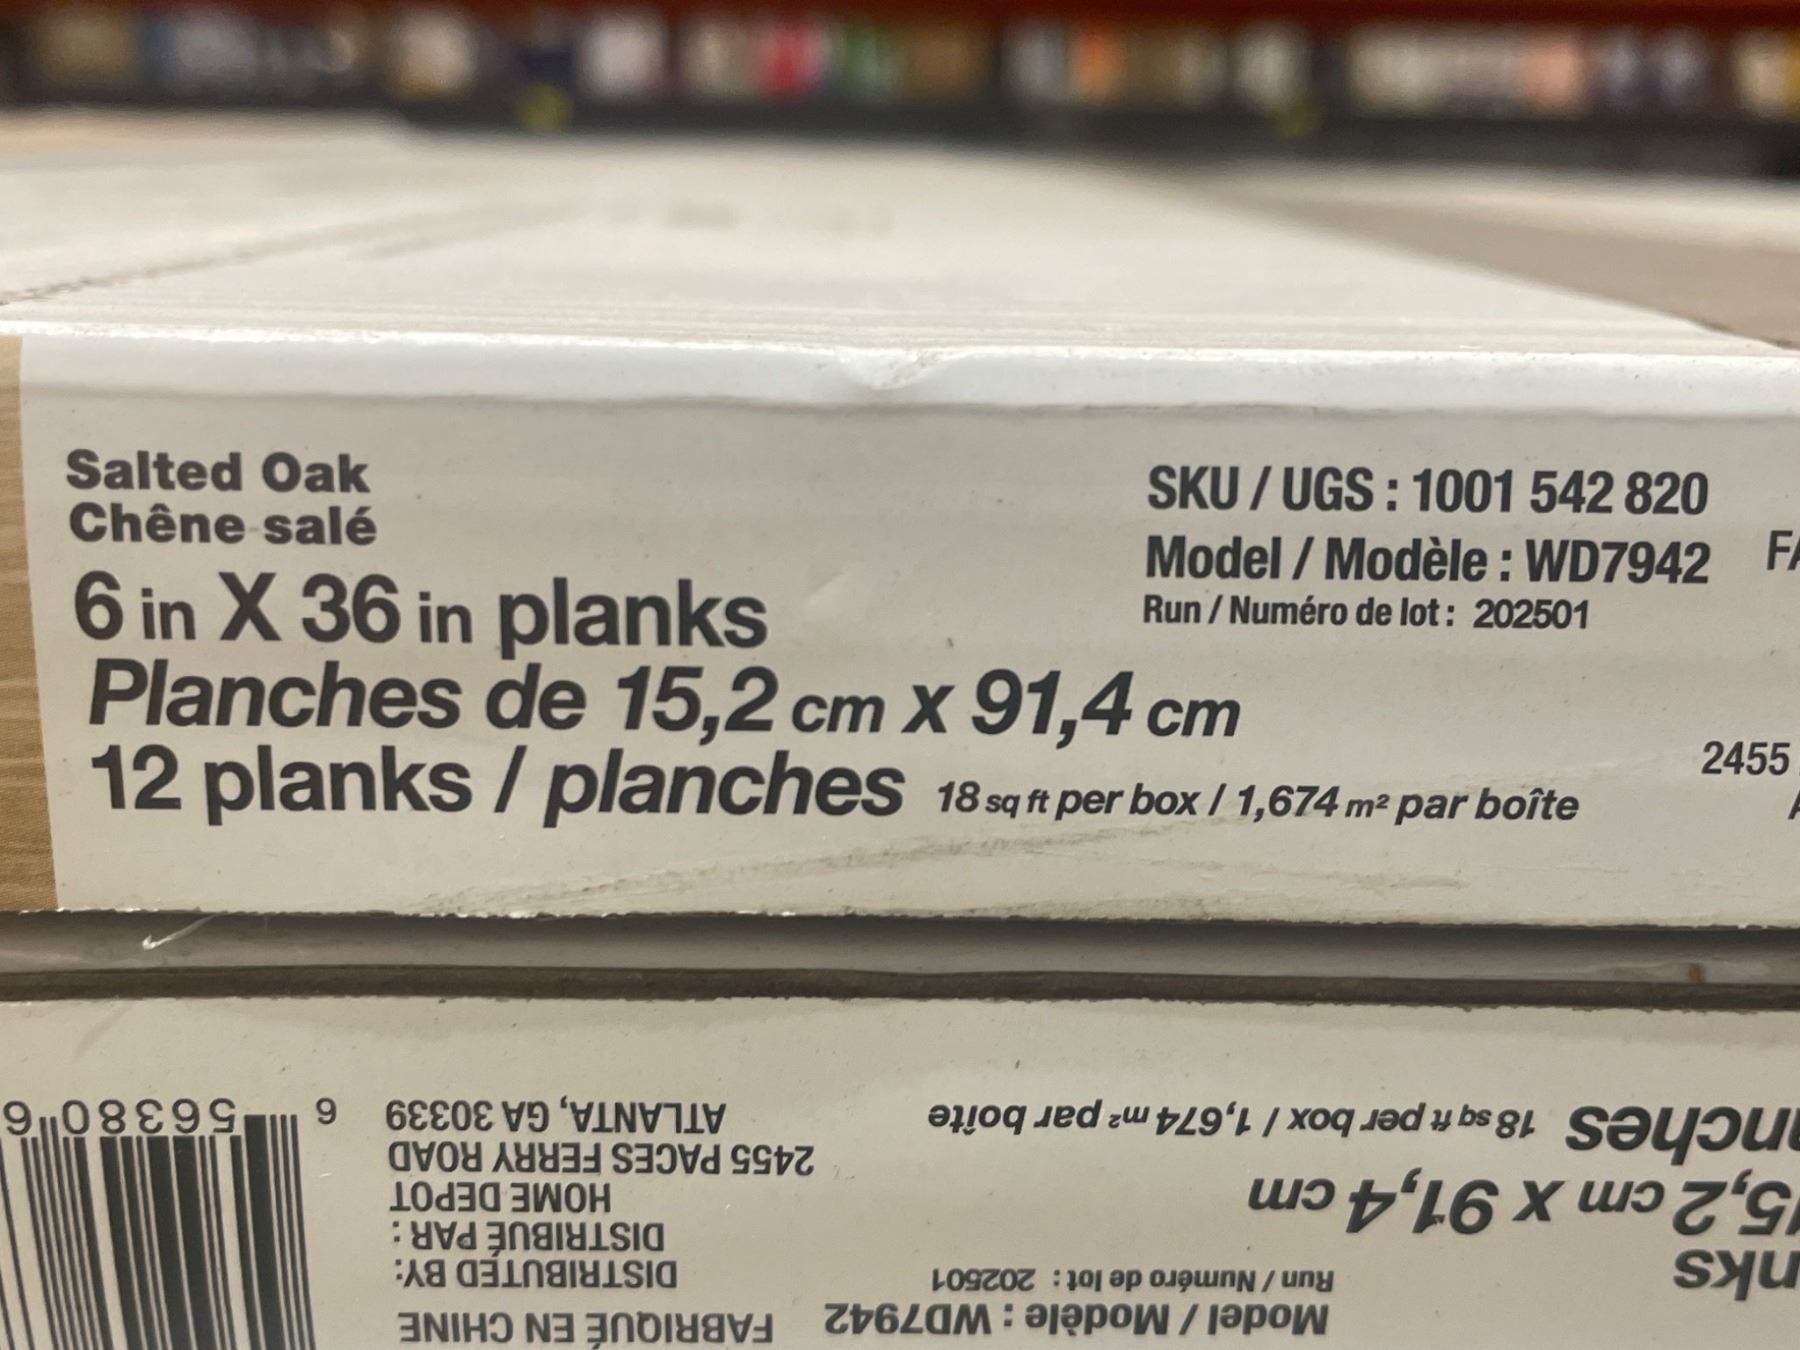 Salted Oak
Chêne salé
6 in X 36 in planks
Planches de 15,2 cm x 91,4 cm
12 planks / planches 18 sq ft per box / 1,674 m² par boîte
SKU / UGS : 1001 542 820
Model / Modèle : WD7942
Run / Numéro de lot : 202501
2455
FABRIQUÉ EN CHINE
DISTRIBUTED BY:
DISTRIBUÉ PAR :
HOME DEPOT
2455 PACES FERRY ROAD
ATLANTA, GA 30339
Model / Modèle : WD7942
Run / Numéro de lot : 202501
5,2 cm x 91,4 cm
18 sq ft per box / 1,674 m² par boîte
6 56380 6